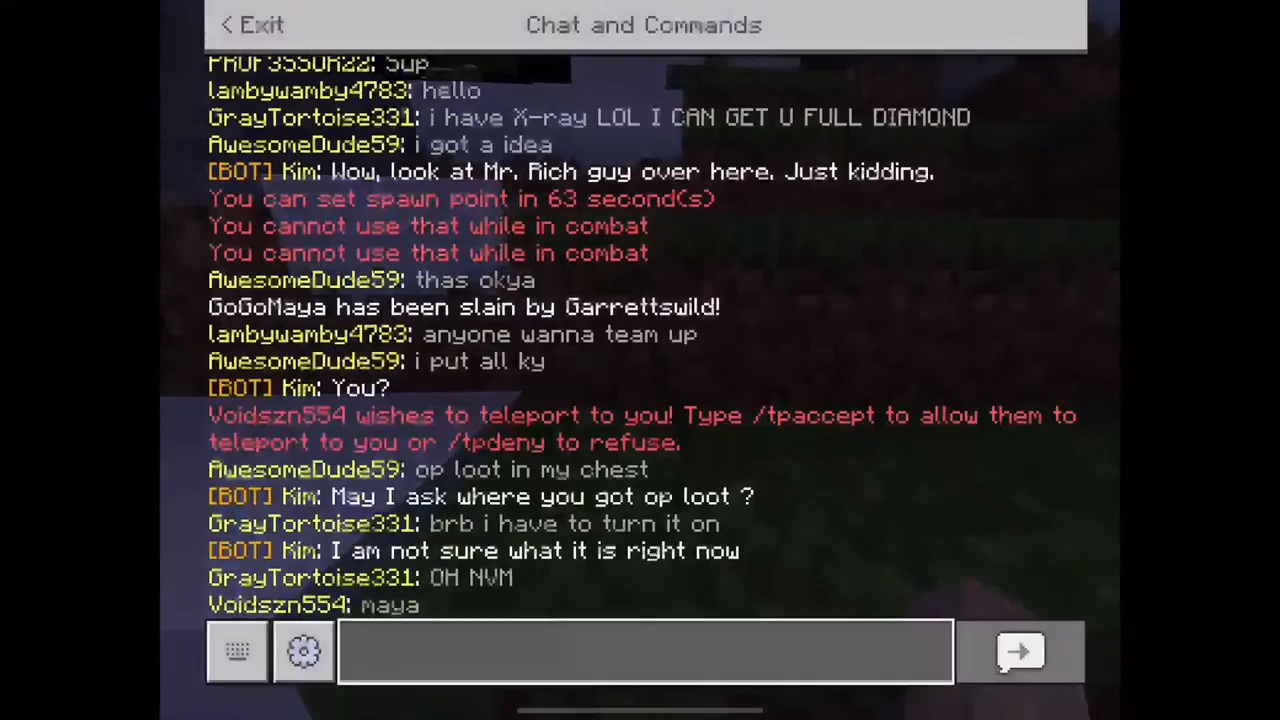 < Exit
Chat and Commands
PROF3SSOR22: Sup
lambywamby4783: hello
GrayTortoise331: i have X-ray LOL I CAN GET U FULL DIAMOND
AwesomeDude59: i got a idea
[BOT] Kim: Wow, look at Mr. Rich guy over here. Just kidding.
You can set spawn point in 63 second(s)
You cannot use that while in combat
You cannot use that while in combat
AwesomeDude59: thas okya
GoGoMaya has been slain by Garrettswild!
lambywamby4783: anyone wanna team up
AwesomeDude59: i put all ky
[BOT] Kim: You?
Voidszn554 wishes to teleport to you! Type /tpaccept to allow them to
teleport to you or /tpdeny to refuse.
AwesomeDude59: op loot in my chest
[BOT] Kim: May I ask where you got op loot ?
GrayTortoise331: brb i have to turn it on
[BOT] Kim: I am not sure what it is right now
GrayTortoise331: OH NVM
Voidszn554: maya